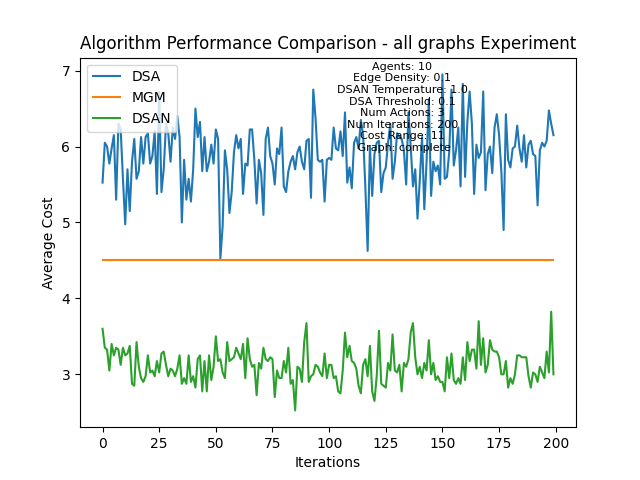 Algorithm Performance Comparison - all graphs Experiment
DSA
MGM
DSAN
Agents: 10
Edge Density: 0.1
DSAN Temperature: 1.0
DSA Threshold: 0.1
Num Actions: 3
Num Iterations: 200
Cost Range: 11
Graph: complete
7
6
5
4
3
Average Cost
0
25
50
75
100
125
150
175
200
Iterations